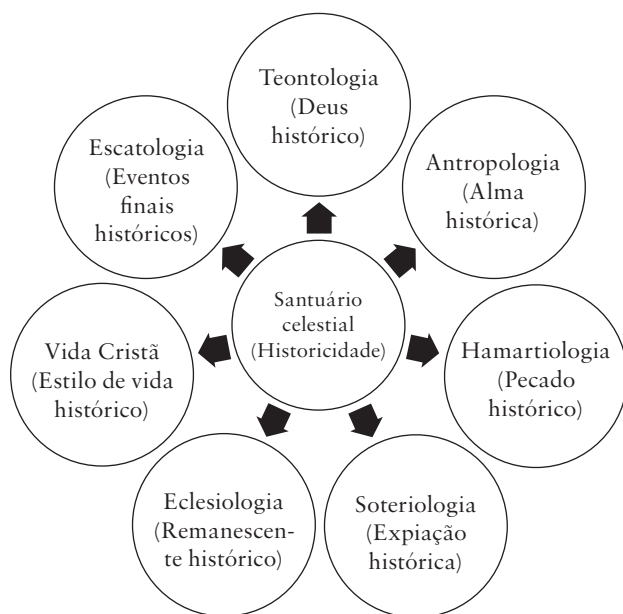 Teontologia
(Deus
histórico)
Antropologia
(Alma
histórica)
Hamartiologia
(Pecado
histórico)
Soteriologia
(Expiação
histórica)
Eclesiologia
(Remanescen-
te histórico)
Vida Cristã
(Estilo de vida
histórico)
Escatologia
(Eventos
finais
históricos)
Santuário
celestial
(Historicidade)